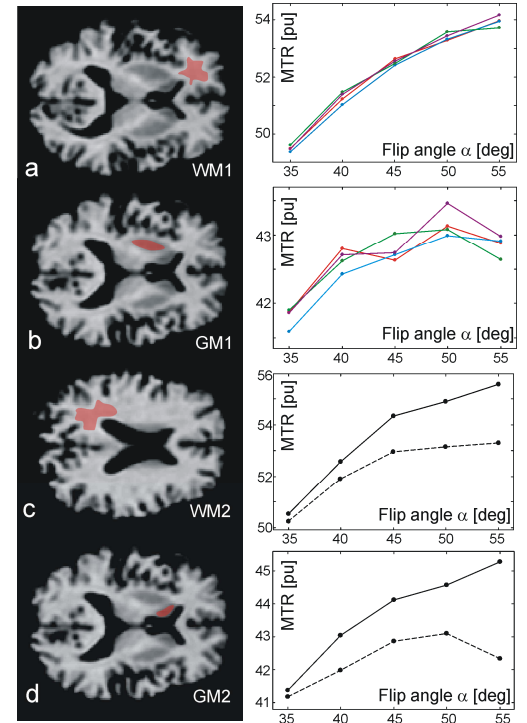 a
WM1
54
52
50
MTR [pu]
Flip angle α [deg]
35 40 45 50 55
b
GM1
43
42
MTR [pu]
Flip angle α [deg]
35 40 45 50 55
c
WM2
56
54
52
50
MTR [pu]
Flip angle α [deg]
35 40 45 50 55
d
GM2
45
44
43
42
41
MTR [pu]
Flip angle α [deg]
35 40 45 50 55